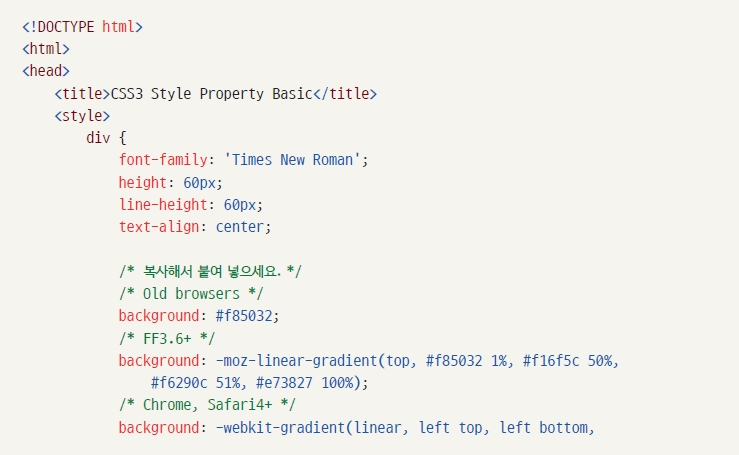 <!DOCTYPE html>
<html>
<head>
    <title>CSS3 Style Property Basic</title>
    <style>
        div {
            font-family: 'Times New Roman';
            height: 60px;
            line-height: 60px;
            text-align: center;

            /* 복사해서 붙여 넣으세요. */
            /* Old browsers */
            background: #f85032;
            /* FF3.6+ */
            background: -moz-linear-gradient(top, #f85032 1%, #f16f5c 50%,
                #f6290c 51%, #e73827 100%);
            /* Chrome, Safari4+ */
            background: -webkit-gradient(linear, left top, left bottom,